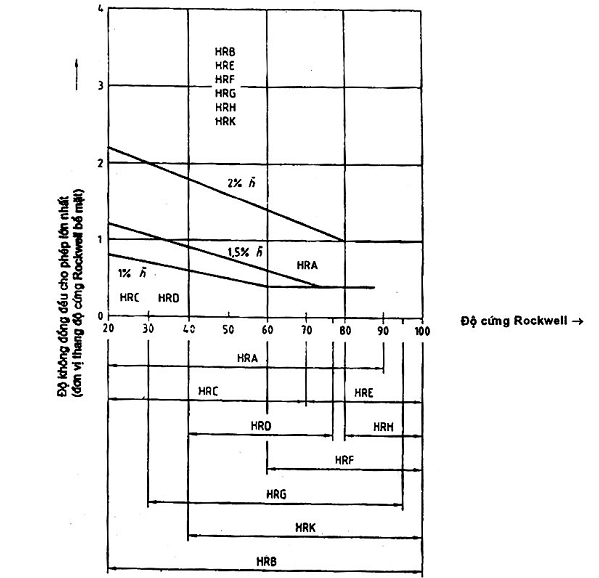 4
HRB
HRE
HRF
3
HRG
HRH
HRK
2
2% h̄
1
1,5% h̄
HRA
1% h̄
HRC HRD
0
20 30 40 50 60 70 80 90 100
Độ cứng Rockwell →
Độ không đồng đều cho phép lớn nhất
(đơn vị thang độ cứng Rockwell bề mặt)
HRA
HRC HRE
HRD HRH
HRF
HRG
HRK
HRB